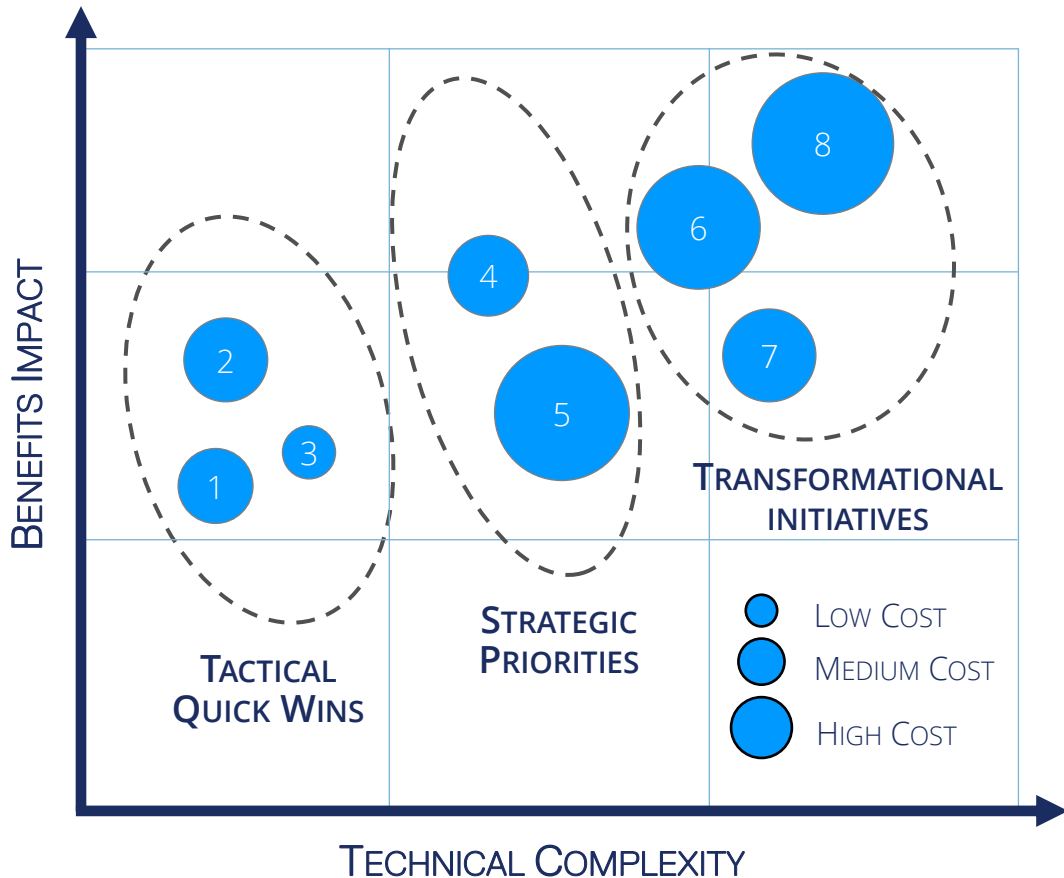 8
6
4
7
2
5
3
1
Benefits Impact
Transformational
initiatives
Strategic
Priorities
Tactical
Quick Wins
Low Cost
Medium Cost
High Cost
Technical Complexity